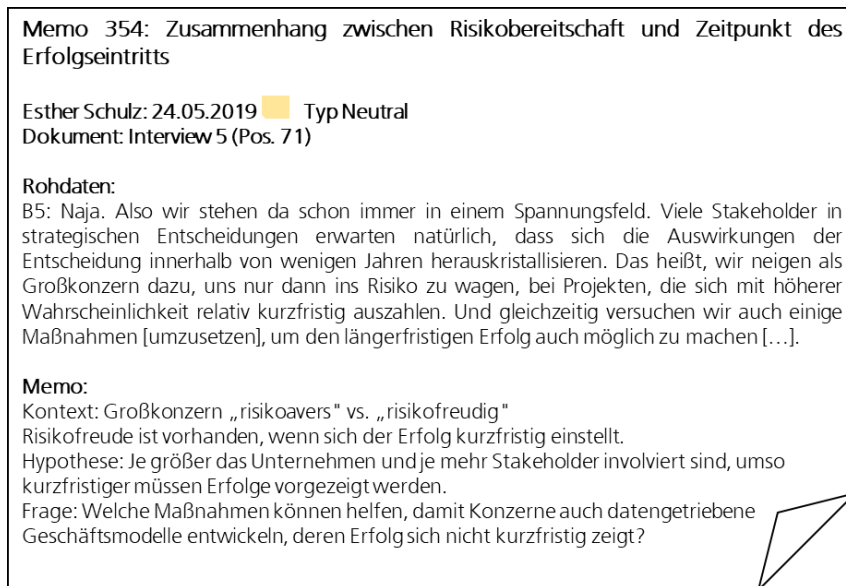 Memo 354: Zusammenhang zwischen Risikobereitschaft und Zeitpunkt des
Erfolgseintritts
Esther Schulz: 24.05.2019 Typ Neutral
Dokument: Interview 5 (Pos. 71)
Rohdaten:
B5: Naja. Also wir stehen da schon immer in einem Spannungsfeld. Viele Stakeholder in
strategischen Entscheidungen erwarten natürlich, dass sich die Auswirkungen der
Entscheidung innerhalb von wenigen Jahren herauskristallisieren. Das heißt, wir neigen als
Großkonzern dazu, uns nur dann ins Risiko zu wagen, bei Projekten, die sich mit höherer
Wahrscheinlichkeit relativ kurzfristig auszahlen. Und gleichzeitig versuchen wir auch einige
Maßnahmen [umzusetzen], um den längerfristigen Erfolg auch möglich zu machen […].
Memo:
Kontext: Großkonzern „risikoavers" vs. „risikofreudig"
Risikofreude ist vorhanden, wenn sich der Erfolg kurzfristig einstellt.
Hypothese: Je größer das Unternehmen und je mehr Stakeholder involviert sind, umso
kurzfristiger müssen Erfolge vorgezeigt werden.
Frage: Welche Maßnahmen können helfen, damit Konzerne auch datengetriebene
Geschäftsmodelle entwickeln, deren Erfolg sich nicht kurzfristig zeigt?